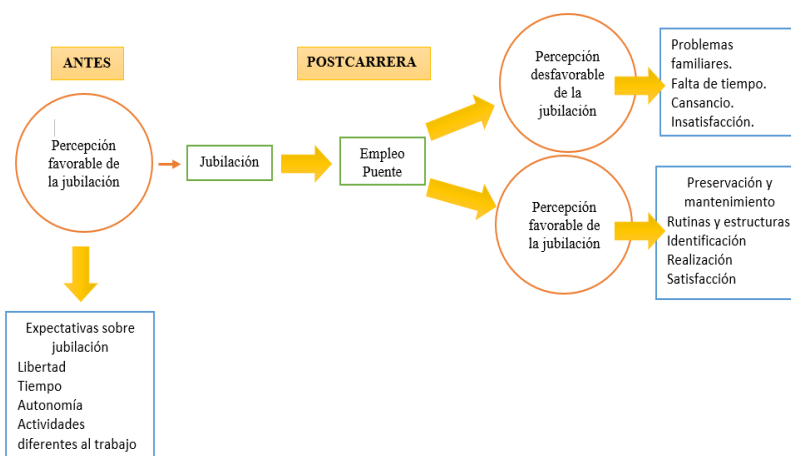 ANTES
Percepción
favorable de
la jubilación
Expectativas sobre
jubilación
Libertad
Tiempo
Autonomía
Actividades
diferentes al trabajo
Jubilación
POSTCARRERA
Empleo
Puente
Percepción
desfavorable
de la
jubilación
Problemas
familiares.
Falta de tiempo.
Cansancio.
Insatisfacción.
Percepción
favorable de
la jubilación
Preservación y
mantenimiento
Rutinas y estructuras
Identificación
Realización
Satisfacción